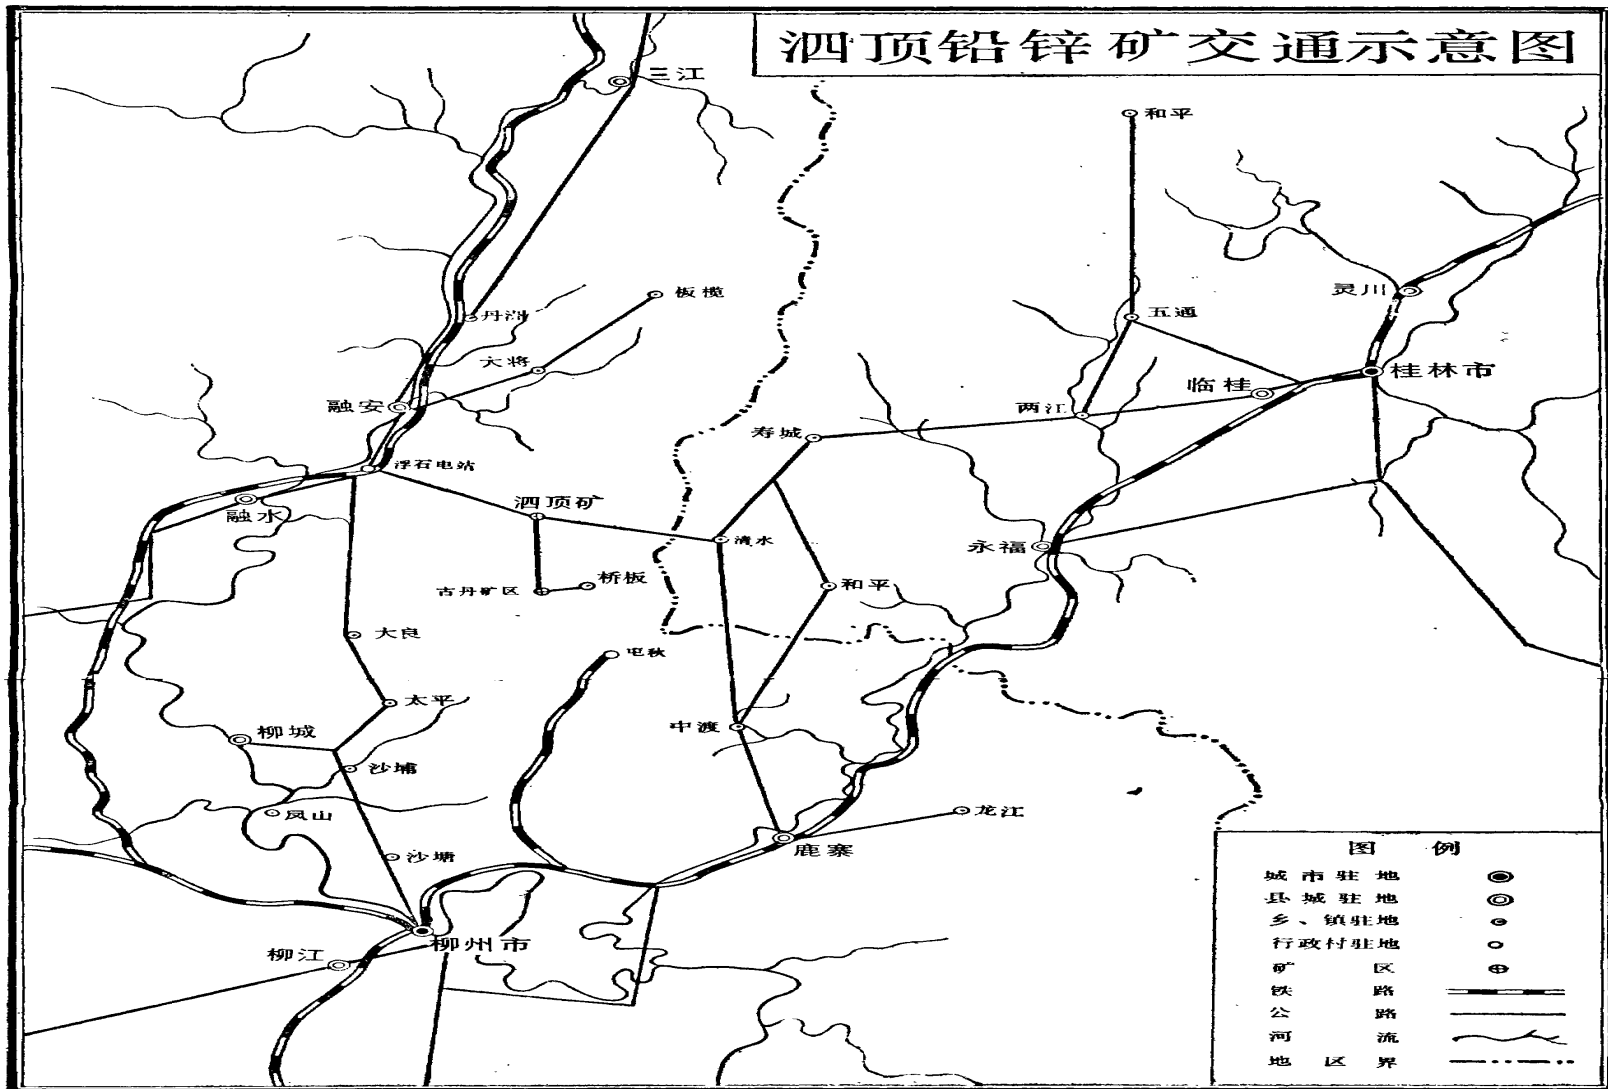 泗顶铅锌矿交通示意图
三江
和平
板榄
丹洲
五通
灵川
大将
桂林市
临桂
融安
两江
寿城
浮石电站
泗顶矿
融水
清水
永福
古丹矿区
桥板
和平
大良
屯秋
太平
中渡
柳城
沙埔
凤山
龙江
鹿寨
沙塘
柳州市
柳江
图 例
城市驻地
县城驻地
乡、镇驻地
行政村驻地
矿区
铁路
公路
河流
地区界